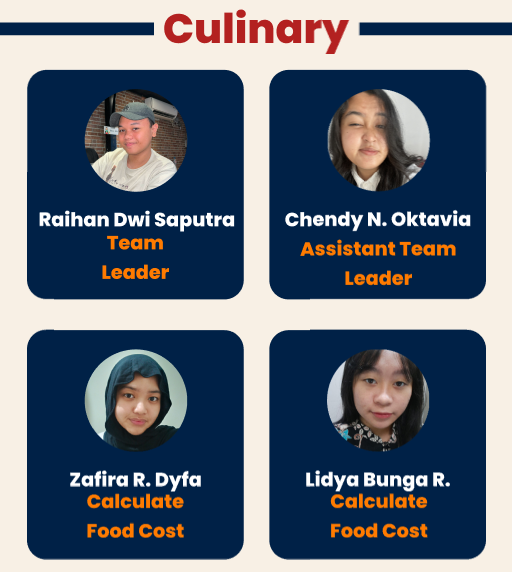 Culinary
Raihan Dwi Saputra
Team
Leader
Chendy N. Oktavia
Assistant Team
Leader
Zafira R. Dyfa
Calculate
Food Cost
Lidya Bunga R.
Calculate
Food Cost